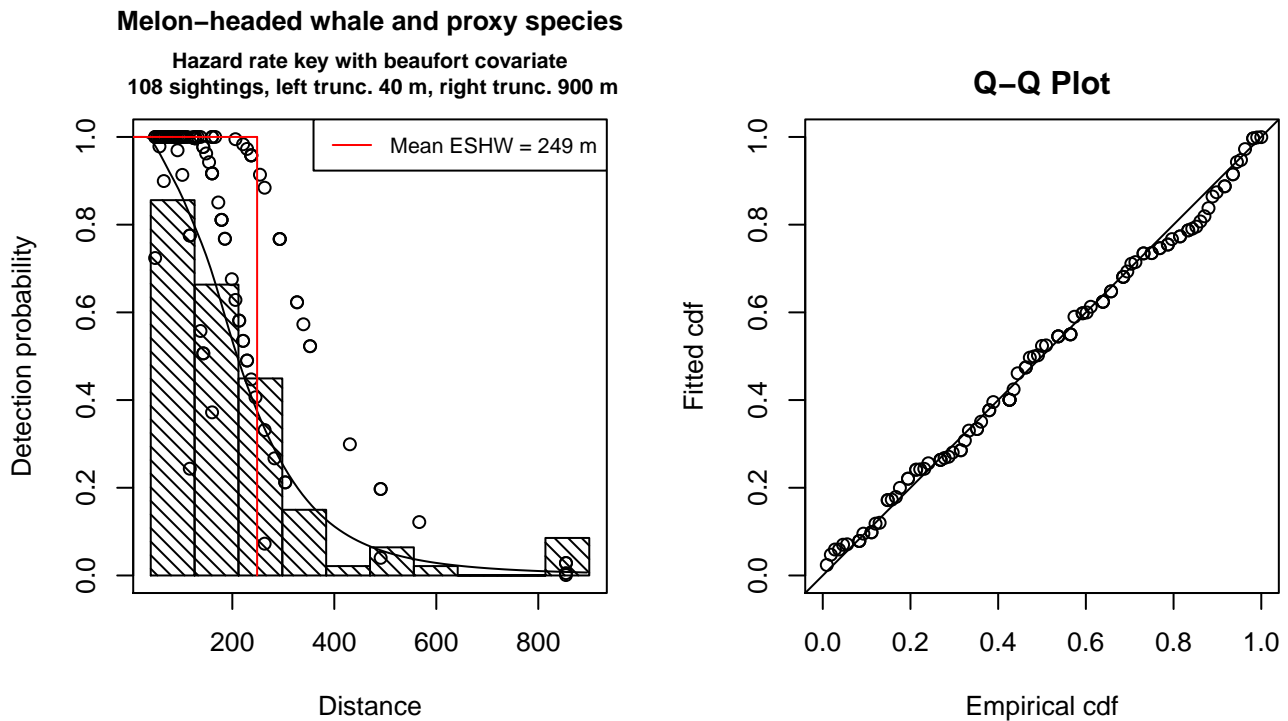 Melon−headed whale and proxy species
Hazard rate key with beaufort covariate
108 sightings, left trunc. 40 m, right trunc. 900 m
Mean ESHW = 249 m
Detection probability
0.0 0.2 0.4 0.6 0.8 1.0
200 400 600 800
Distance
Q−Q Plot
Fitted cdf
0.0 0.2 0.4 0.6 0.8 1.0
0.0 0.2 0.4 0.6 0.8 1.0
Empirical cdf